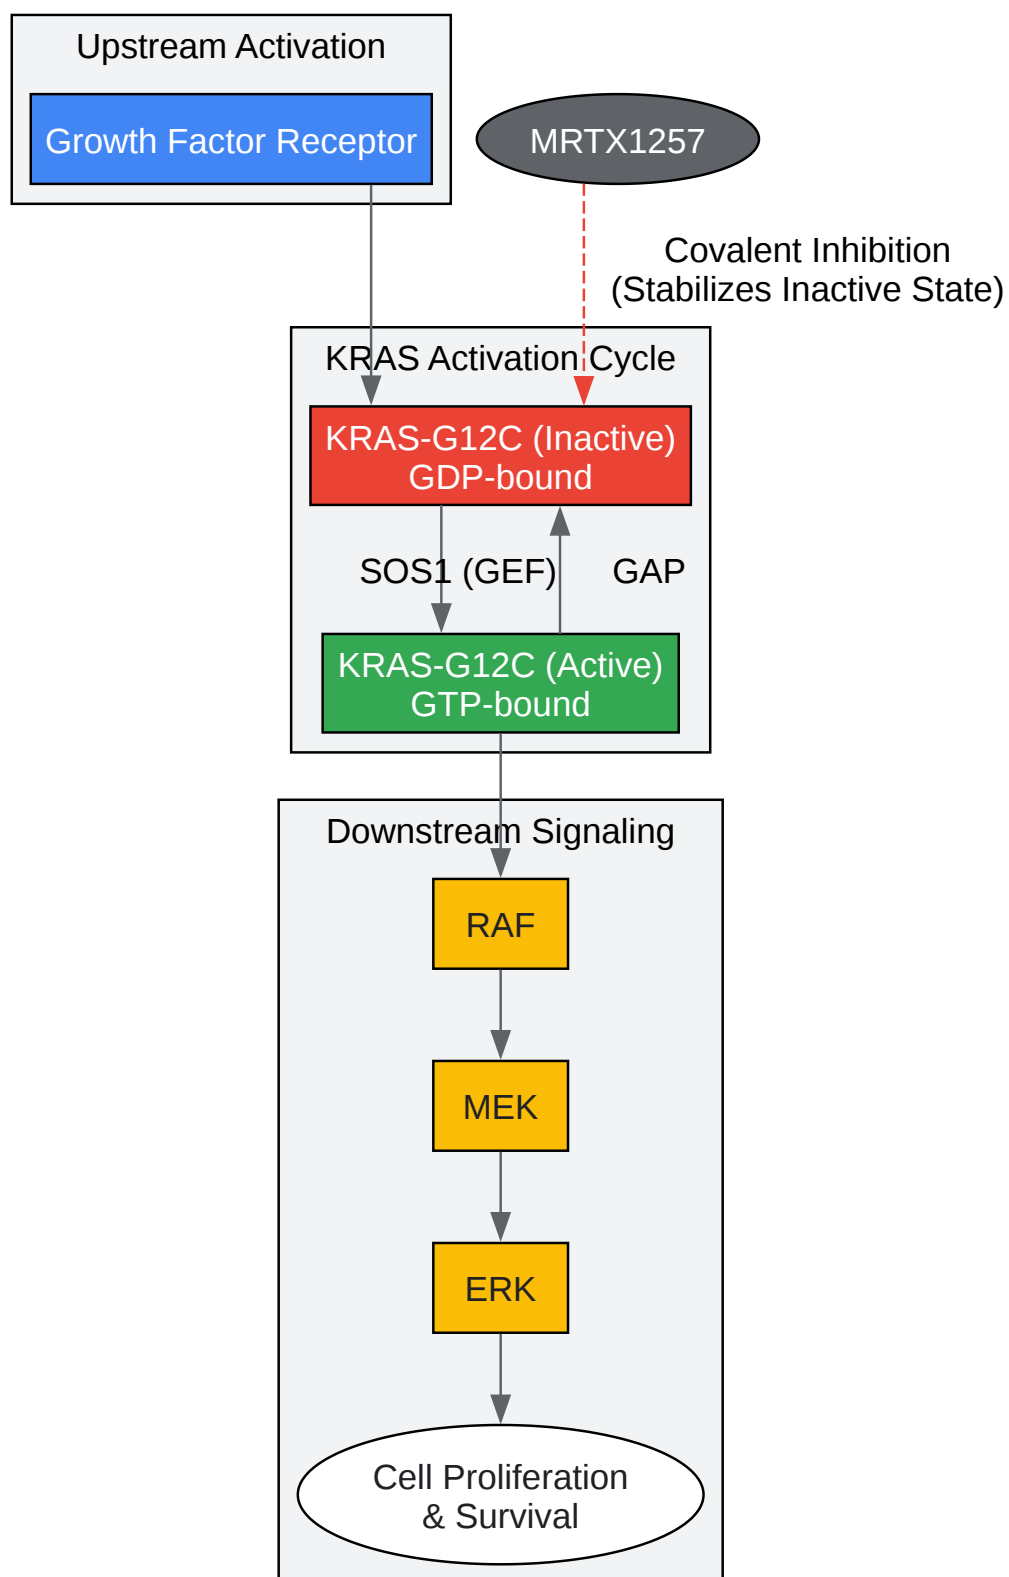 Upstream Activation
Growth Factor Receptor
MRTX1257
Covalent Inhibition
(Stabilizes Inactive State)
KRAS Activation Cycle
KRAS-G12C (Inactive)
GDP-bound
SOS1 (GEF)
GAP
KRAS-G12C (Active)
GTP-bound
Downstream Signaling
RAF
MEK
ERK
Cell Proliferation
& Survival